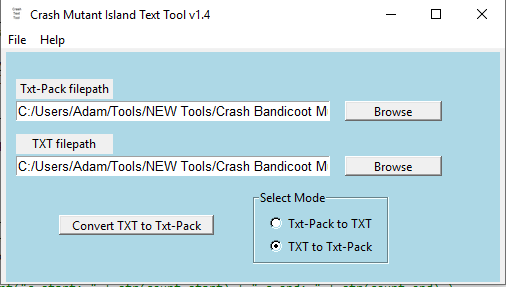 Crash Mutant Island Text Tool v1.4
File Help
Txt-Pack filepath
C:/Users/Adam/Tools/NEW Tools/Crash Bandicoot M
Browse
TXT filepath
C:/Users/Adam/Tools/NEW Tools/Crash Bandicoot M
Browse
Select Mode
Txt-Pack to TXT
Convert TXT to Txt-Pack
TXT to Txt-Pack